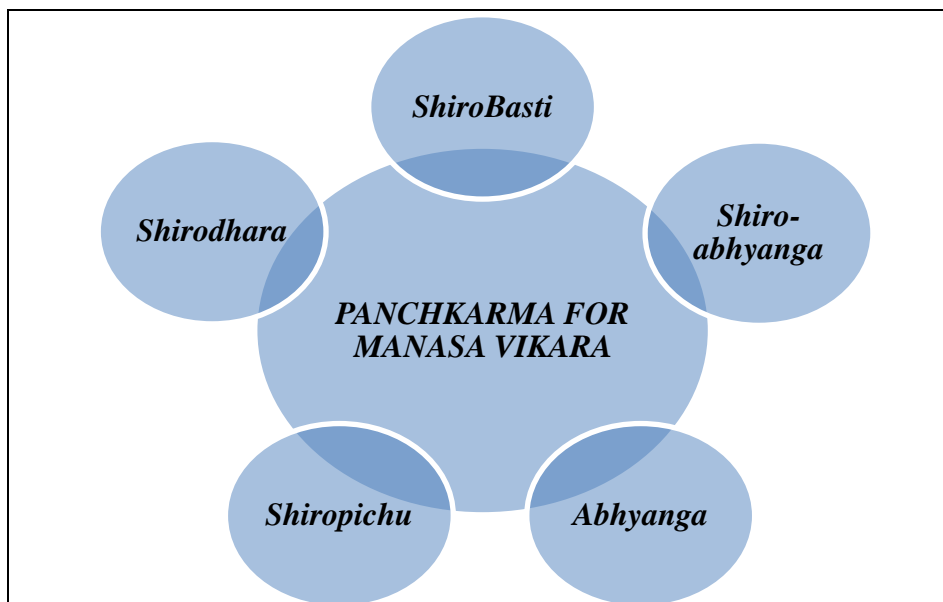 ShiroBasti
Shirodhara
Shiro-
abhyanga
PANCHKARMA FOR
MANASA VIKARA
Shiropichu
Abhyanga